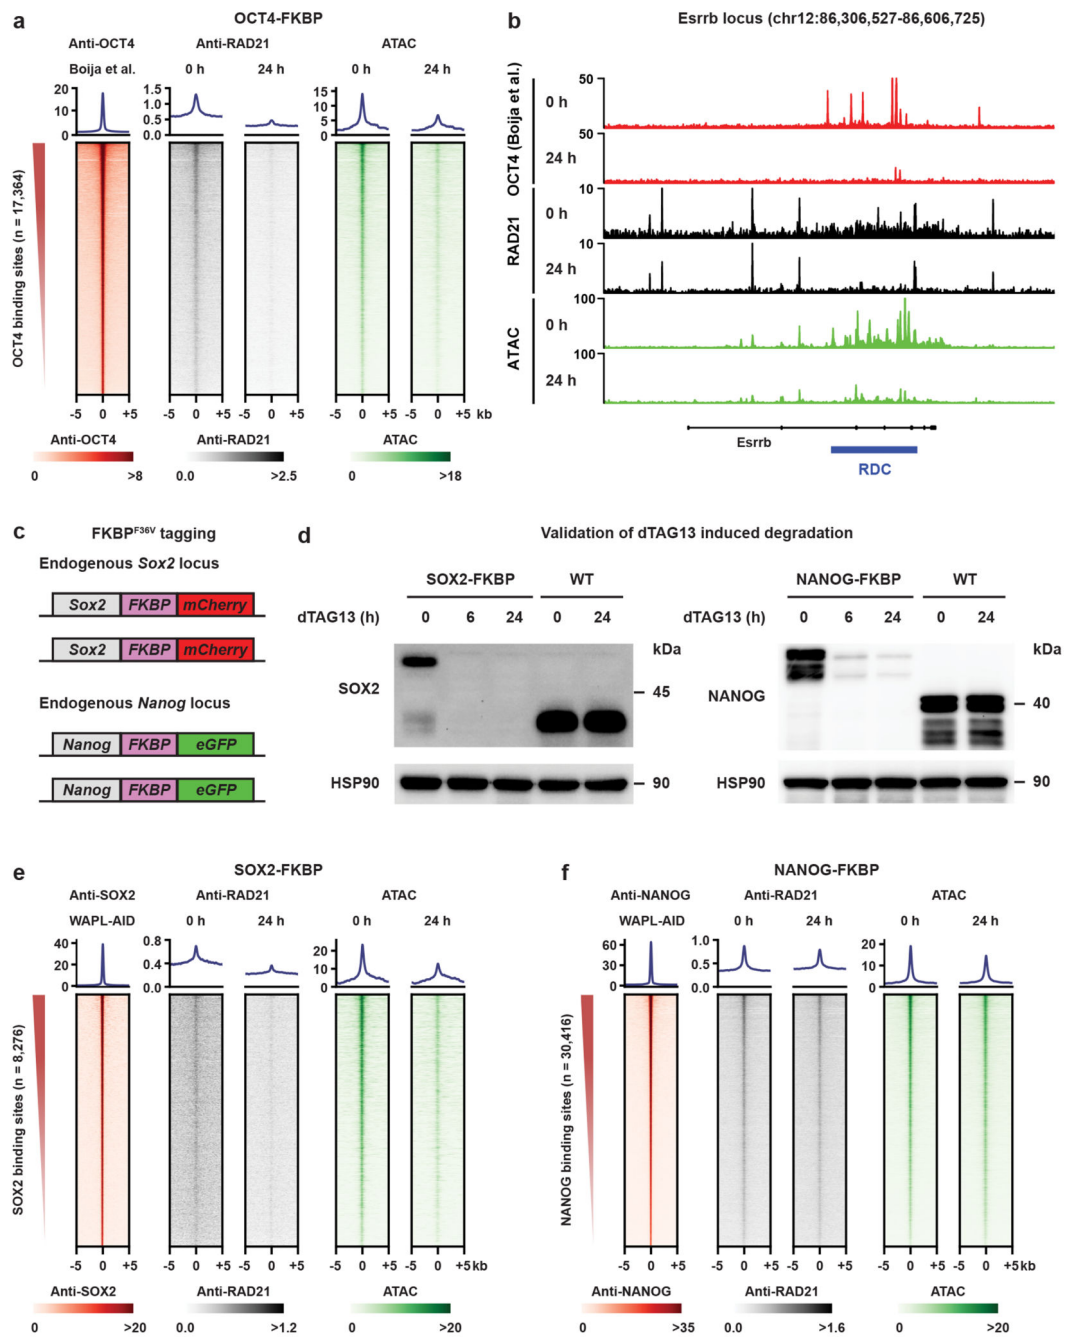 a
OCT4-FKBP
Anti-OCT4 Anti-RAD21 ATAC
Boija et al. 0 h 24 h 0 h 24 h
20
10
0
1.5
1.0
0.5
0.0
15
10
5
0
OCT4 binding sites (n = 17,364)
-5 0 +5 -5 0 +5 -5 0 +5 -5 0 +5 kb
Anti-OCT4 Anti-RAD21 ATAC
0 >8 0.0 >2.5 0 >18
b
Esrrb locus (chr12:86,306,527-86,606,725)
OCT4 (Boija et al.)
50
0 h
50
24 h
RAD21
10
0 h
10
24 h
ATAC
100
0 h
100
24 h
Esrrb
RDC
c
FKBPF36V tagging
Endogenous Sox2 locus
Sox2 FKBP mCherry
Sox2 FKBP mCherry
Endogenous Nanog locus
Nanog FKBP eGFP
Nanog FKBP eGFP
d
Validation of dTAG13 induced degradation
SOX2-FKBP WT
dTAG13 (h) 0 6 24 0 24
kDa
SOX2
45
HSP90
90
NANOG-FKBP WT
dTAG13 (h) 0 6 24 0 24
kDa
NANOG
40
HSP90
90
e
SOX2-FKBP
Anti-SOX2 Anti-RAD21 ATAC
WAPL-AID 0 h 24 h 0 h 24 h
40
20
0
0.8
0.4
0.0
20
10
0
SOX2 binding sites (n = 8,276)
-5 0 +5 -5 0 +5 -5 0 +5 -5 0 +5 kb
Anti-SOX2 Anti-RAD21 ATAC
0 >20 0.0 >1.2 0 >20
f
NANOG-FKBP
Anti-NANOG Anti-RAD21 ATAC
WAPL-AID 0 h 24 h 0 h 24 h
60
30
0
1.0
0.5
0.0
20
10
0
NANOG binding sites (n = 30,416)
-5 0 +5 -5 0 +5 -5 0 +5 -5 0 +5 kb
Anti-NANOG Anti-RAD21 ATAC
0 >35 0.0 >1.6 0 >20